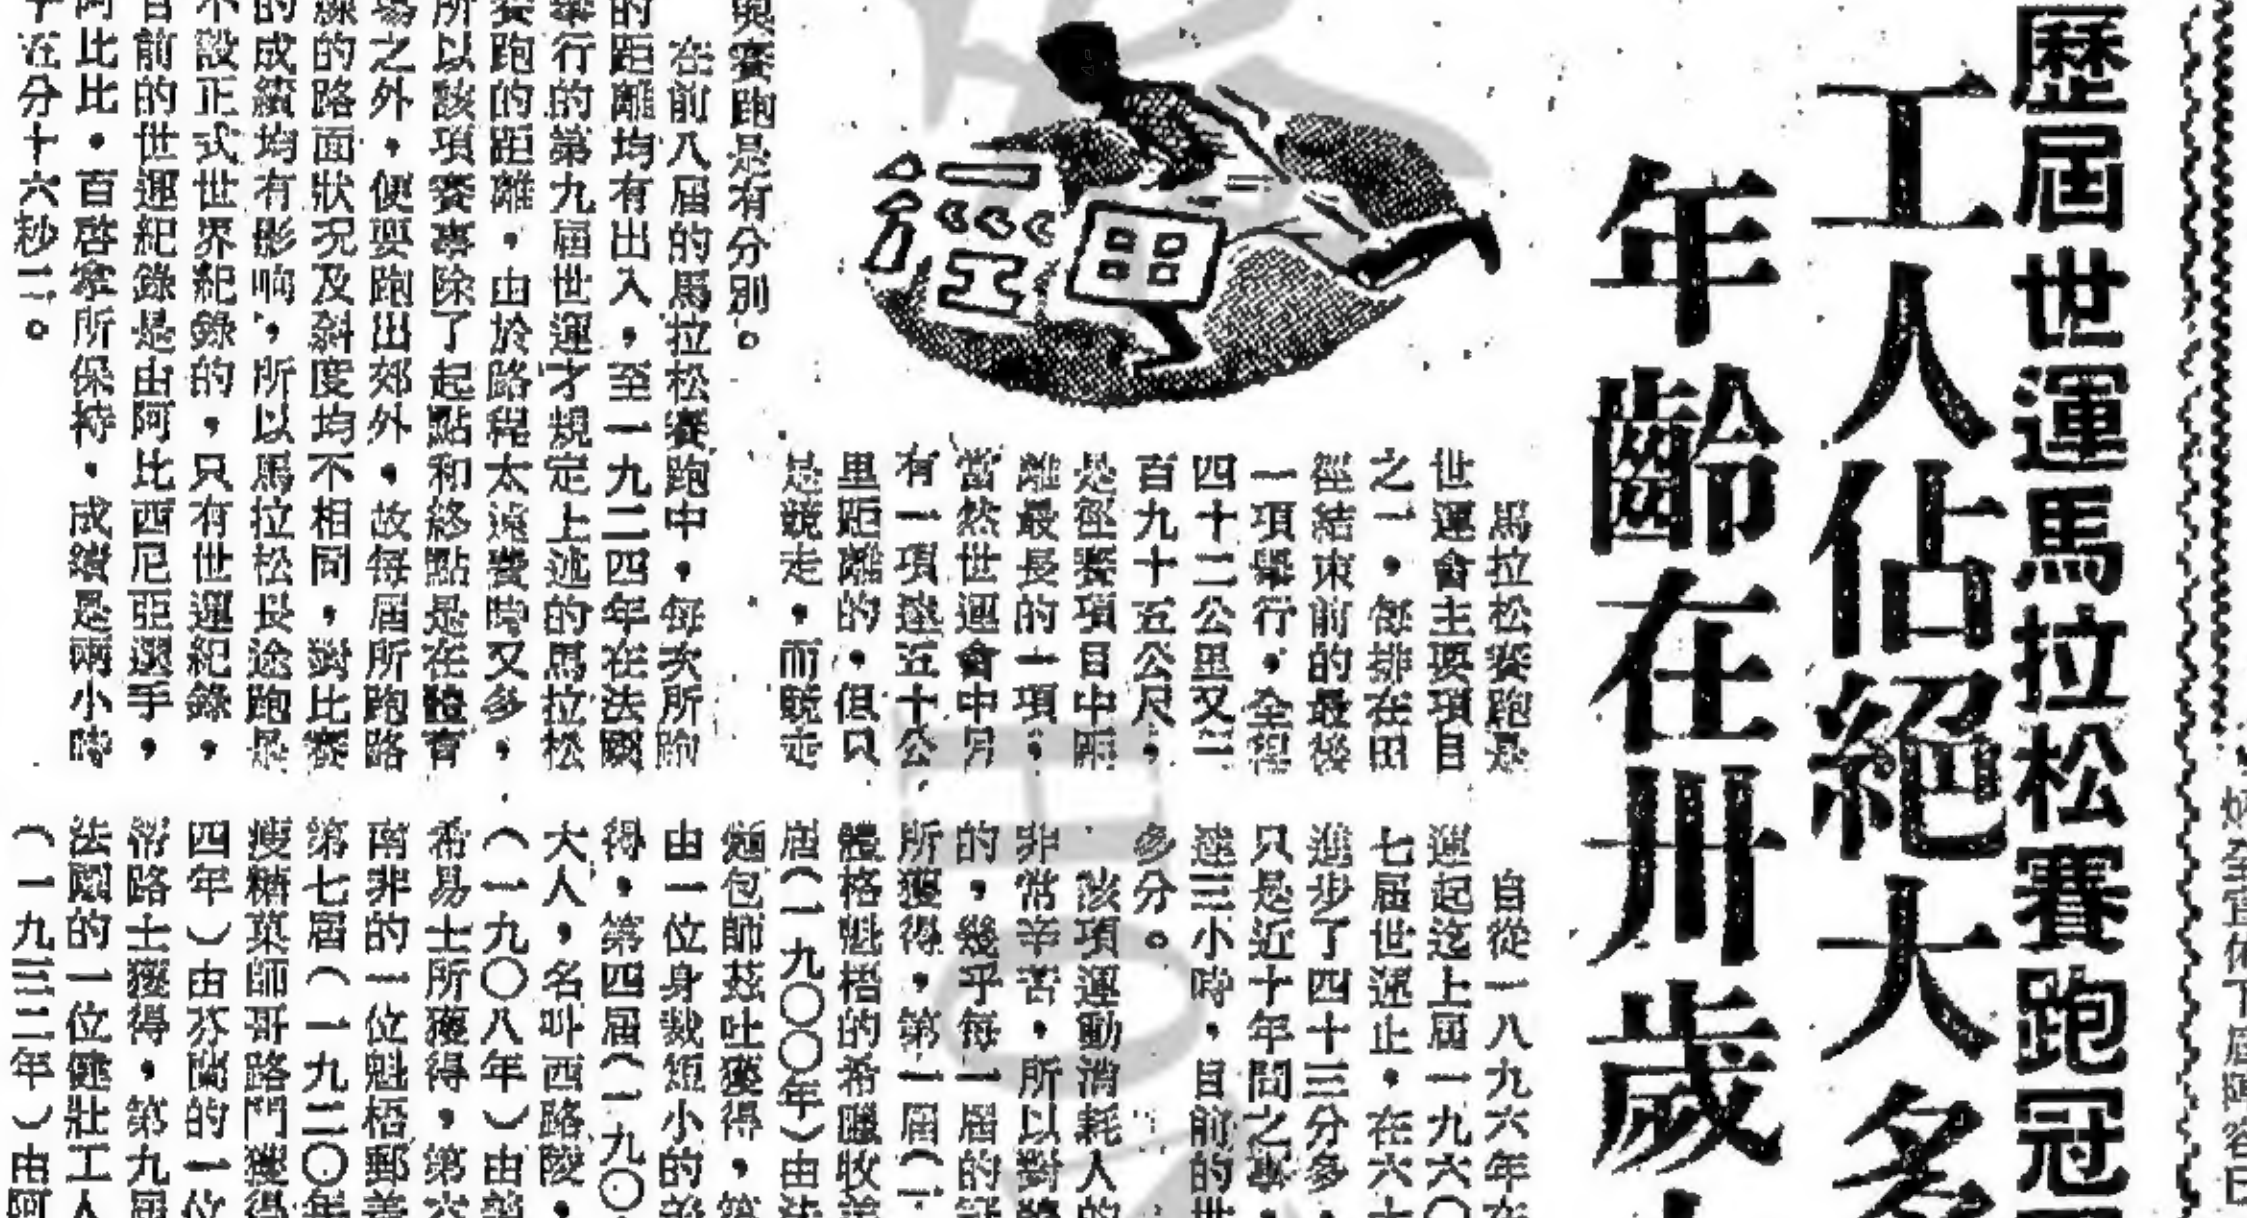 歷屆世運馬拉松賽跑冠
工人佔絕大多
年齡在卅歲
田徑
馬拉松賽跑是
世運會主要項目
之一，每排在田
徑結束前的最後
一項舉行，全程
四十二公里又一
百九十五公尺，
是徑賽項目中距
離最長的一項，
當然世運會中另
有一項達五十公
里距離的，但只
是競走，而競走
與賽跑是有分別。
在前八屆的馬拉松賽跑中，每次所跑
的距離均有出入，至一九二四年在法國
舉行的第九屆世運才規定上述的馬拉松
賽跑的距離，由於路程太遠費時又多，
所以該項賽事除了起點和終點是在體育
場之外，便要跑出郊外，故每屆所跑路
線的路面狀況及斜度均不相同，對比賽
的成績均有影响，所以馬拉松長途跑是
不設正式世界紀錄的，只有世運紀錄，
目前的世運紀錄是由阿比西尼亞選手，
阿比比，百啓拿所保持，成績是兩小時
十五分十六秒二。
自從一八九六年在
運起迄上屆一九六〇
七屆世運止，在六十
進步了四十三分多，
只是近十年間之事，
達三小時，目前的世
多分。
該項運動消耗人的
非常辛苦，所以對
的，幾乎每一屆的冠
所獲得，第一屆（一
體格魁梧的希臘牧羊
屆（一九〇〇年）由法
麵包師茲吐獲得，第
由一位身裁短小的
得，第四屆（一九〇
大人，名叫西路陵，
（一九〇八年）由
希易士所獲得，第六
南非的一位魁梧郵差
第七屆（一九二〇年
瘦糖菓師哥路門獲得
四年）由芬蘭的一位
帶路士獲得，第九屆
法國的一位健壯工人
（一九三二年）由阿